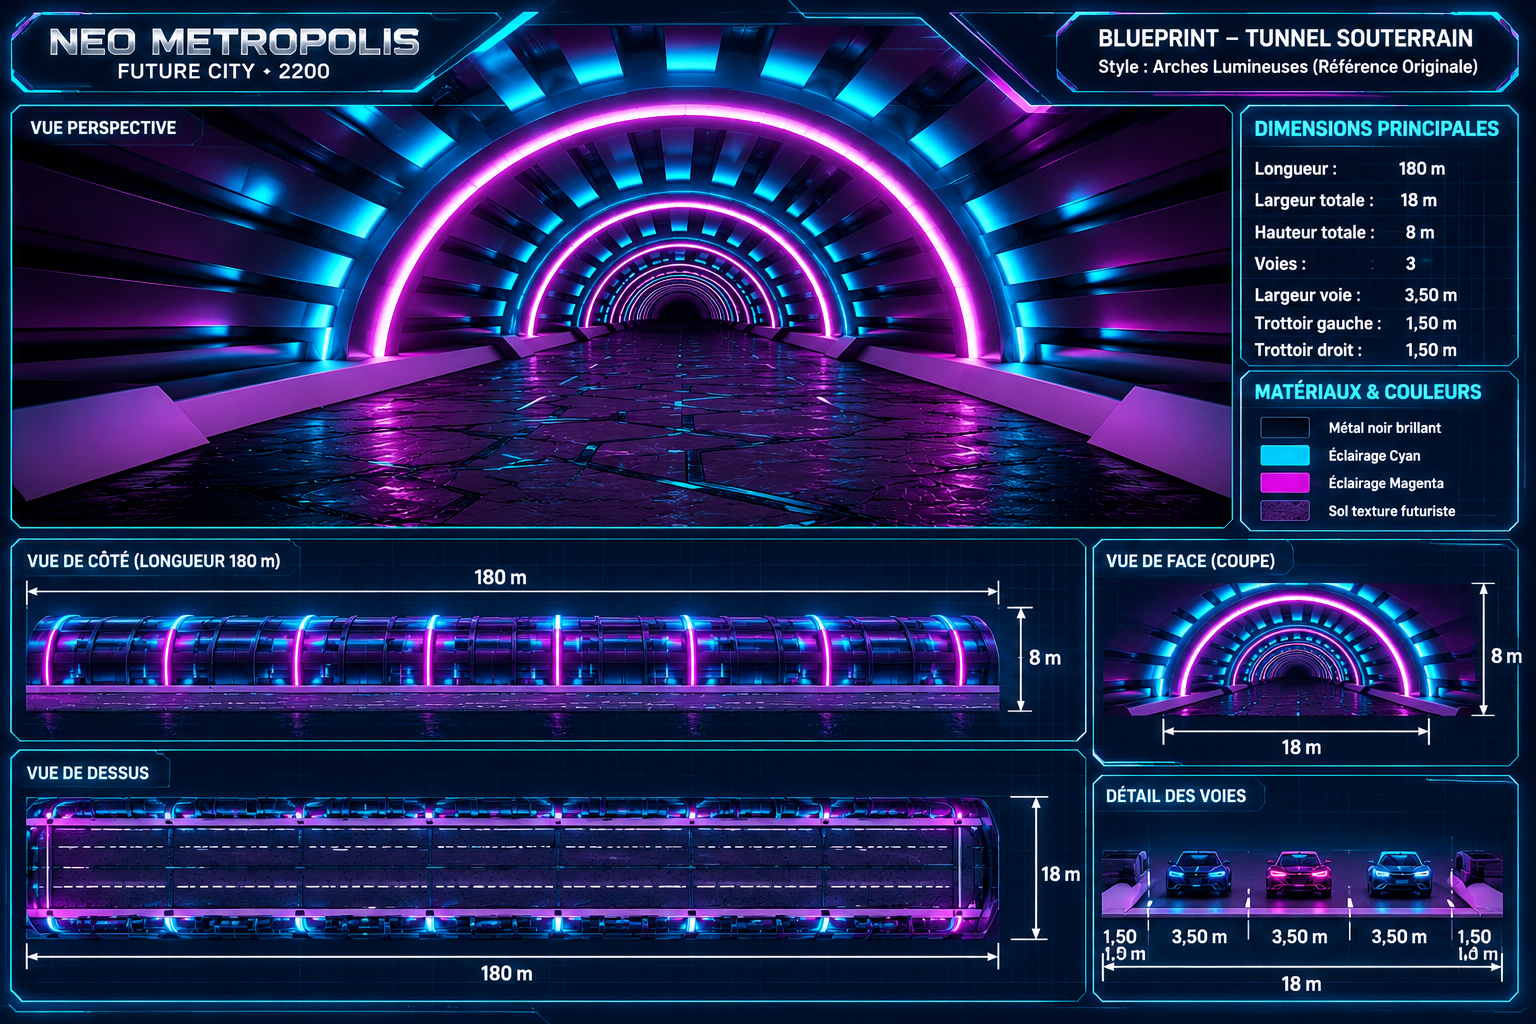 NEO METROPOLIS
FUTURE CITY • 2200
BLUEPRINT – TUNNEL SOUTERRAIN
Style : Arches Lumineuses (Référence Originale)
VUE PERSPECTIVE
DIMENSIONS PRINCIPALES
Longueur : 180 m
Largeur totale : 18 m
Hauteur totale : 8 m
Voies : 3
Largeur voie : 3,50 m
Trottoir gauche : 1,50 m
Trottoir droit : 1,50 m
MATÉRIAUX & COULEURS
Métal noir brillant
Éclairage Cyan
Éclairage Magenta
Sol texture futuriste
VUE DE CÔTÉ (LONGUEUR 180 m)
180 m
8 m
VUE DE FACE (COUPE)
8 m
18 m
VUE DE DESSUS
18 m
180 m
DÉTAIL DES VOIES
1,50 3,50 m 3,50 m 3,50 m 1,50
18 m